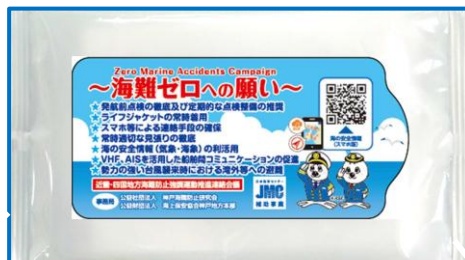 Zero Marine Accidents Campaign
～海難ゼロへの願い～
★発航前点検の徹底及び定期的な点検整備の推奨
★ライフジャケットの常時着用
★スマホ等による連絡手段の確保
★常時適切な見張りの徹底
★海の安全情報（気象・海象）の利活用
★VHF、AISを活用した船舶間コミュニケーションの促進
★勢力の強い台風襲来時における湾外等への避難
海の安全情報
（スマホ版）
近畿・四国地方海難防止強調運動推進連絡会議
事務局
公益社団法人 神戸海難防止研究会
公益財団法人 海上保安協会神戸地方本部
JMC